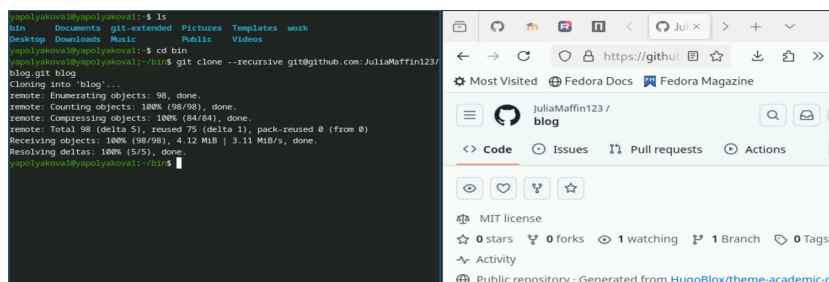 yapolyakoval@yapolyakoval:~$ ls
bin Documents git-extended Pictures Templates work
Desktop Downloads Music Public Videos
yapolyakoval@yapolyakoval:~$ cd bin
yapolyakoval@yapolyakoval:~/bin$ git clone --recursive git@github.com:JuliaMaffin123/
blog.git blog
Cloning into 'blog'...
remote: Enumerating objects: 98, done.
remote: Counting objects: 100% (98/98), done.
remote: Compressing objects: 100% (84/84), done.
remote: Total 98 (delta 5), reused 75 (delta 1), pack-reused 0 (from 0)
Receiving objects: 100% (98/98), 4.12 MiB | 3.11 MiB/s, done.
Resolving deltas: 100% (5/5), done.
yapolyakoval@yapolyakoval:~/bin$
Jul
https://githu
Most Visited Fedora Docs Fedora Magazine
JuliaMaffin123 /
blog
Code Issues Pull requests Actions
MIT license
0 stars 0 forks 1 watching 1 Branch 0 Tags
Activity
Public repository · Generated from HugoBlox/theme-academic-c